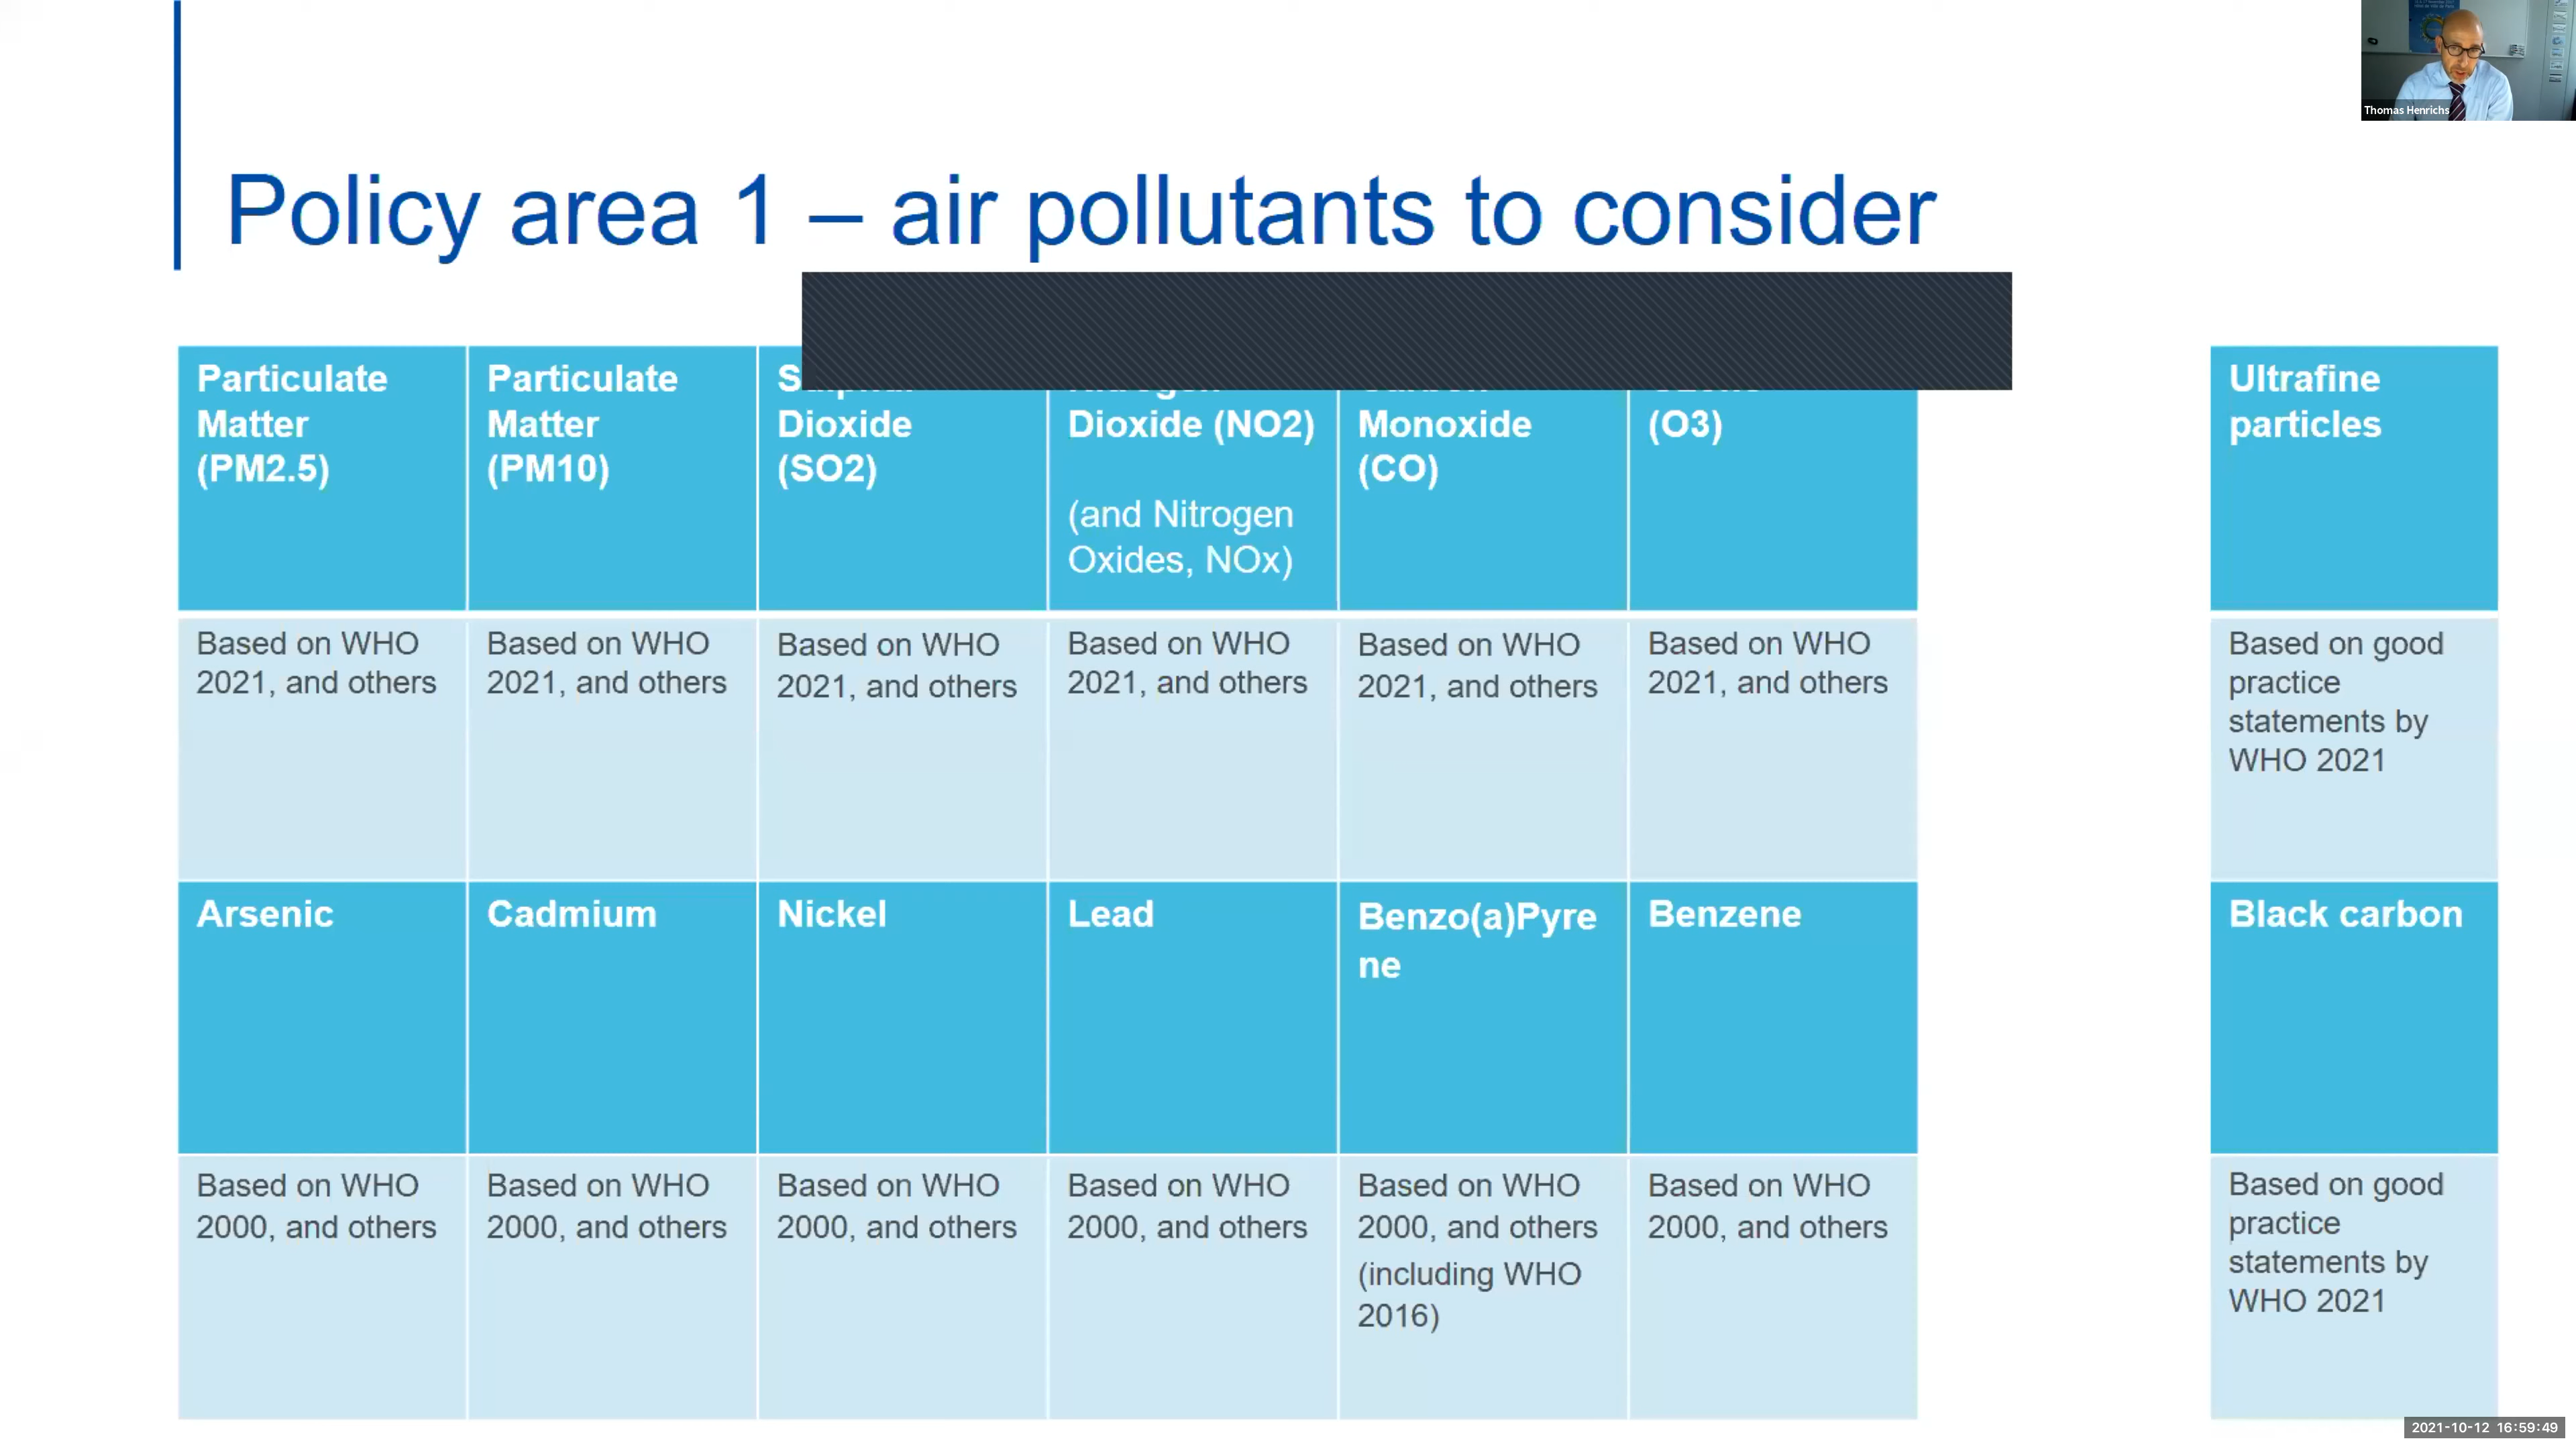 Thomas Henrichs
Policy area 1 – air pollutants to consider
Particulate
Matter
(PM2.5)
Particulate
Matter
(PM10)
Dioxide
(SO2)
Dioxide (NO2)
(and Nitrogen
Oxides, NOx)
Monoxide
(CO)
(O3)
Ultrafine
particles
Based on WHO
2021, and others
Based on WHO
2021, and others
Based on WHO
2021, and others
Based on WHO
2021, and others
Based on WHO
2021, and others
Based on WHO
2021, and others
Based on good
practice
statements by
WHO 2021
Arsenic
Cadmium
Nickel
Lead
Benzo(a)Pyre
ne
Benzene
Black carbon
Based on WHO
2000, and others
Based on WHO
2000, and others
Based on WHO
2000, and others
Based on WHO
2000, and others
Based on WHO
2000, and others
(including WHO
2016)
Based on WHO
2000, and others
Based on good
practice
statements by
WHO 2021
2021-10-12 16:59:49